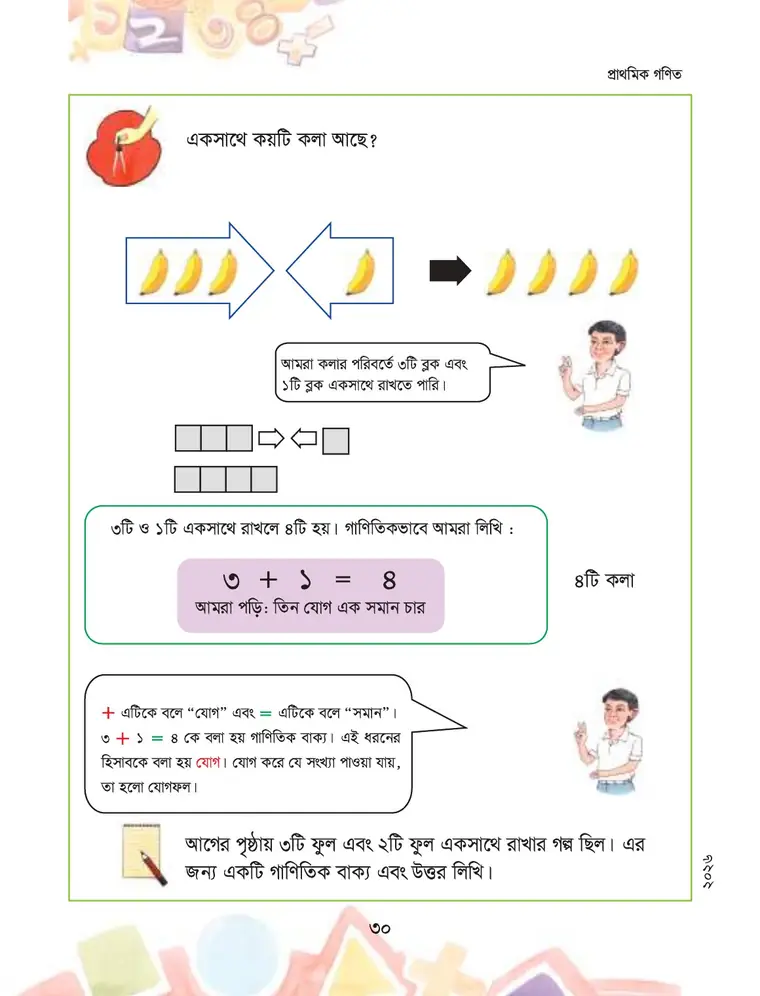 প্রাথমিক গণিত
একসাথে কয়টি কলা আছে?
আমরা কলার পরিবর্তে ৩টি ব্লক এবং
১টি ব্লক একসাথে রাখতে পারি।
৩টি ও ১টি একসাথে রাখলে ৪টি হয়। গাণিতিকভাবে আমরা লিখি :
৩ + ১ = ৪
আমরা পড়ি: তিন যোগ এক সমান চার
৪টি কলা
+ এটিকে বলে “যোগ” এবং = এটিকে বলে “সমান”।
৩ + ১ = ৪ কে বলা হয় গাণিতিক বাক্য। এই ধরনের
হিসাবকে বলা হয় যোগ। যোগ করে যে সংখ্যা পাওয়া যায়,
তা হলো যোগফল।
আগের পৃষ্ঠায় ৩টি ফুল এবং ২টি ফুল একসাথে রাখার গল্প ছিল। এর
জন্য একটি গাণিতিক বাক্য এবং উত্তর লিখি।
২০২৬
৩০